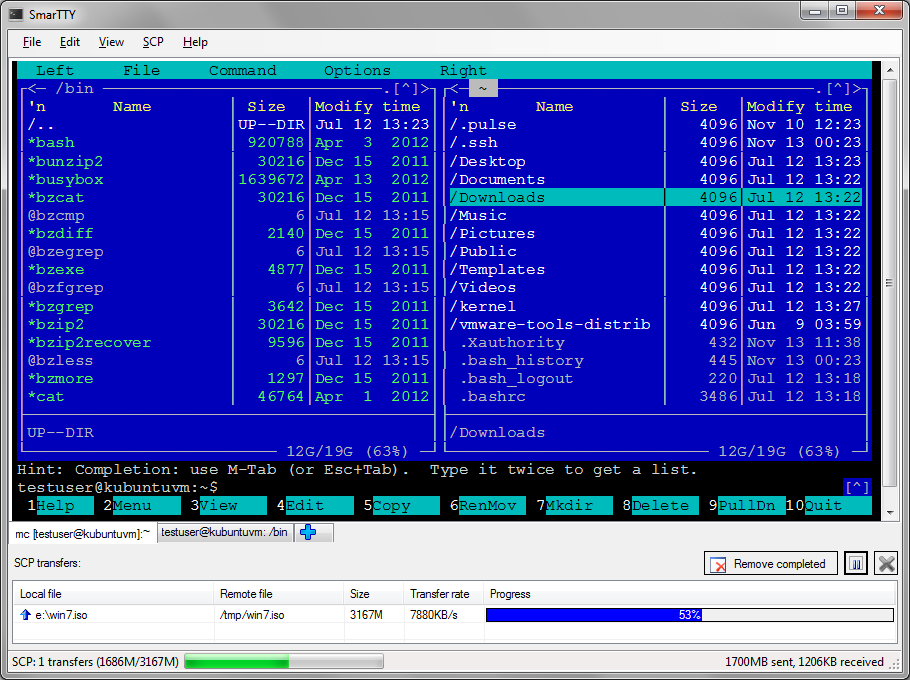 SmarTTY
File Edit View SCP Help
Left File Command Options Right
<─ /bin .[^]> <─ ~ .[^]>
'n Name Size Modify time 'n Name Size Modify time
/.. UP--DIR Jul 12 13:23 /.pulse 4096 Nov 10 12:23
*bash 920788 Apr 3 2012 /.ssh 4096 Nov 13 00:23
*bunzip2 30216 Dec 15 2011 /Desktop 4096 Jul 12 13:23
*busybox 1639672 Apr 13 2012 /Documents 4096 Jul 12 13:22
*bzcat 30216 Dec 15 2011 /Downloads 4096 Jul 12 13:22
@bzcmp 6 Jul 12 13:15 /Music 4096 Jul 12 13:22
*bzdiff 2140 Dec 15 2011 /Pictures 4096 Jul 12 13:22
@bzegrep 6 Jul 12 13:15 /Public 4096 Jul 12 13:22
*bzexe 4877 Dec 15 2011 /Templates 4096 Jul 12 13:22
@bzfgrep 6 Jul 12 13:15 /Videos 4096 Jul 12 13:22
*bzgrep 3642 Dec 15 2011 /kernel 4096 Jul 12 13:27
*bzip2 30216 Dec 15 2011 /vmware-tools-distrib 4096 Jun 9 03:59
*bzip2recover 9596 Dec 15 2011 .Xauthority 432 Nov 13 11:38
@bzless 6 Jul 12 13:15 .bash_history 445 Nov 13 00:23
*bzmore 1297 Dec 15 2011 .bash_logout 220 Jul 12 13:18
*cat 46764 Apr 1 2012 .bashrc 3486 Jul 12 13:18
UP--DIR /Downloads
12G/19G (63%) 12G/19G (63%)
Hint: Completion: use M-Tab (or Esc+Tab). Type it twice to get a list.
testuser@kubuntuvm:~$ [^]
1Help 2Menu 3View 4Edit 5Copy 6RenMov 7Mkdir 8Delete 9PullDn 10Quit
mc [testuser@kubuntuvm]:~ testuser@kubuntuvm: /bin
SCP transfers: Remove completed
Local file Remote file Size Transfer rate Progress
e:\win7.iso /tmp/win7.iso 3167M 7880KB/s 53%
SCP: 1 transfers (1686M/3167M) 1700MB sent, 1206KB received